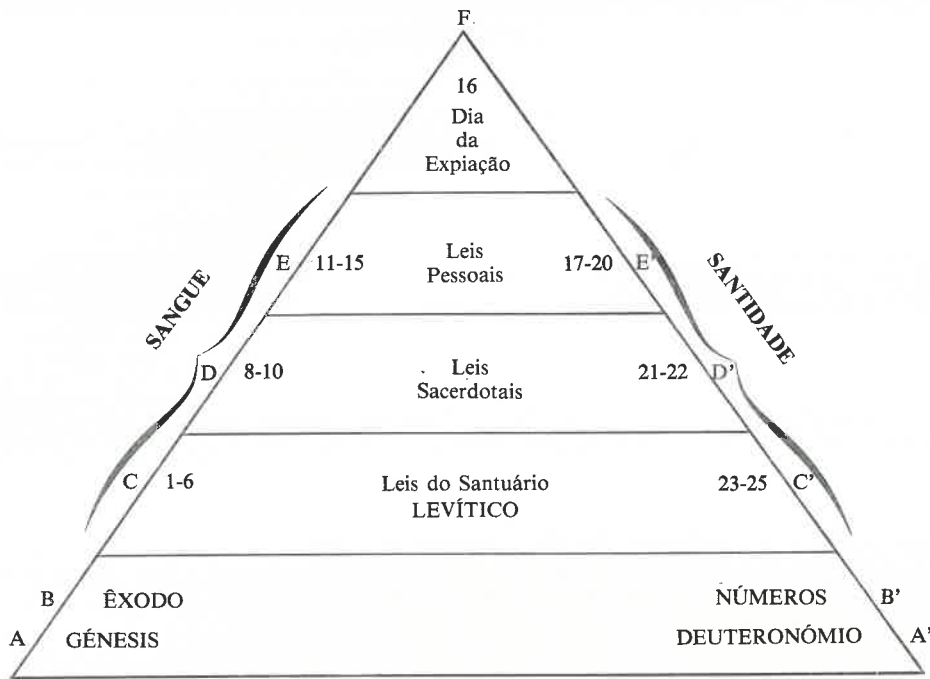 F
16
Dia
da
Expiação
SANGUE
SANTIDADE
E 11-15 Leis 17-20 E'
Pessoais
D 8-10 Leis 21-22 D'
Sacerdotais
C 1-6 Leis do Santuário 23-25 C'
LEVÍTICO
B ÊXODO NÚMEROS B'
A GÉNESIS DEUTERONÓMIO A'